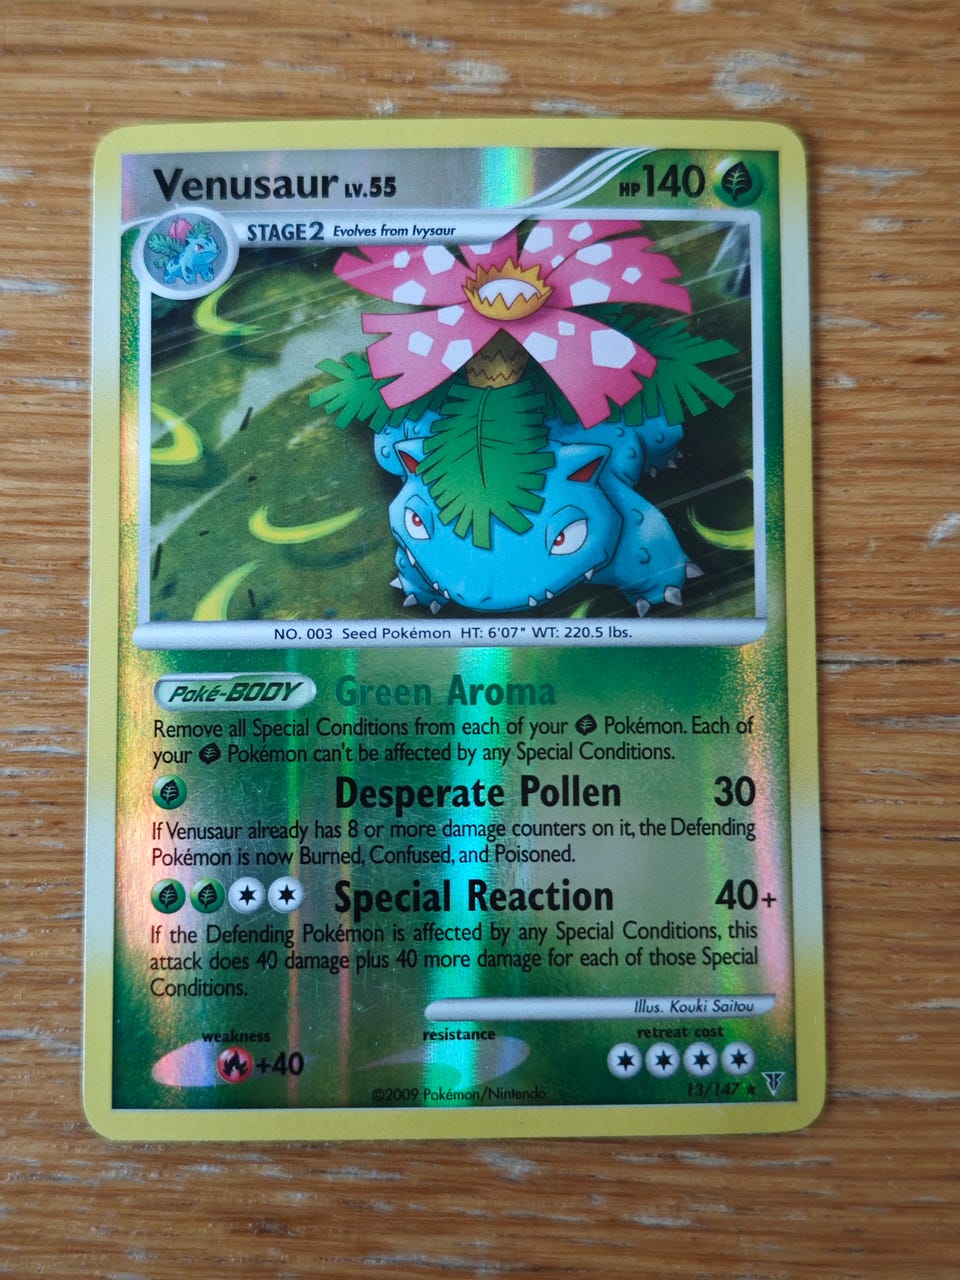 Venusaur LV.55 HP 140
STAGE2 Evolves from Ivysaur
NO. 003 Seed Pokémon HT: 6'07" WT: 220.5 lbs.
Poké-BODY Green Aroma
Remove all Special Conditions from each of your Pokémon. Each of
your Pokémon can't be affected by any Special Conditions.
Desperate Pollen 30
If Venusaur already has 8 or more damage counters on it, the Defending
Pokémon is now Burned, Confused, and Poisoned.
Special Reaction 40+
If the Defending Pokémon is affected by any Special Conditions, this
attack does 40 damage plus 40 more damage for each of those Special
Conditions.
Illus. Kouki Saitou
weakness resistance retreat cost
+40
©2009 Pokémon/Nintendo 13/147